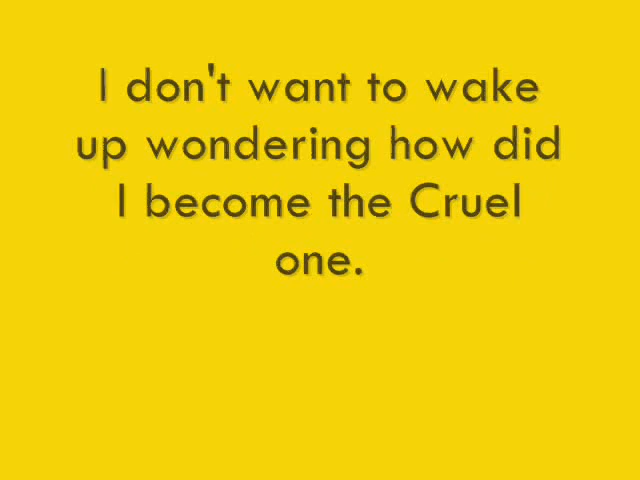 I don't want to wake
up wondering how did
I become the Cruel
one.